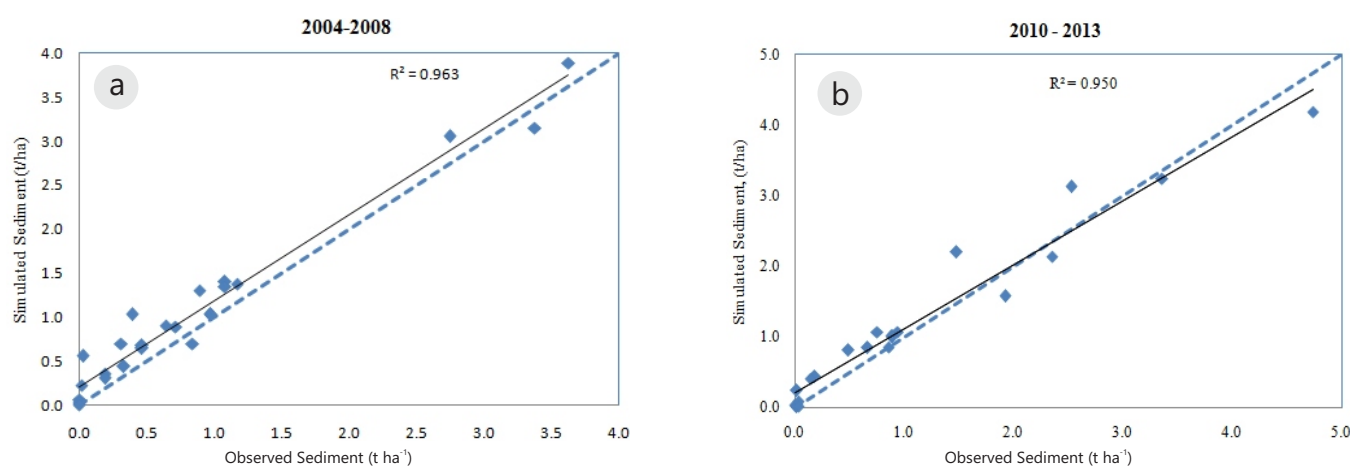 2004-2008
a
R² = 0.963
Simulated Sediment (t/ha)
4.0
3.5
3.0
2.5
2.0
1.5
1.0
0.5
0.0
0.0 0.5 1.0 1.5 2.0 2.5 3.0 3.5 4.0
Observed Sediment (t ha⁻¹)
2010 - 2013
b
R² = 0.950
Simulated Sediment, (t/ha)
5.0
4.0
3.0
2.0
1.0
0.0
0.0 1.0 2.0 3.0 4.0 5.0
Observed Sediment (t ha⁻¹)